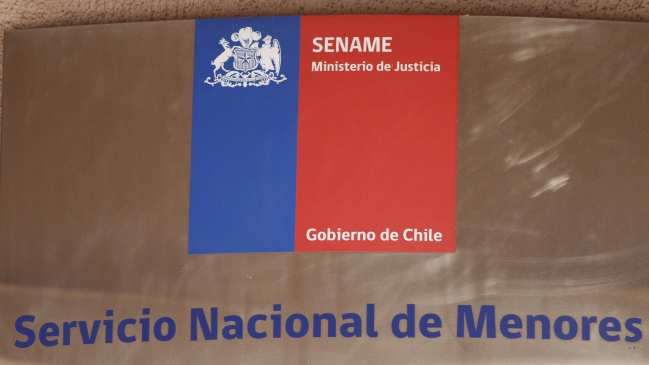 SENAME
Ministerio de Justicia
Gobierno de Chile
Servicio Nacional de Menores